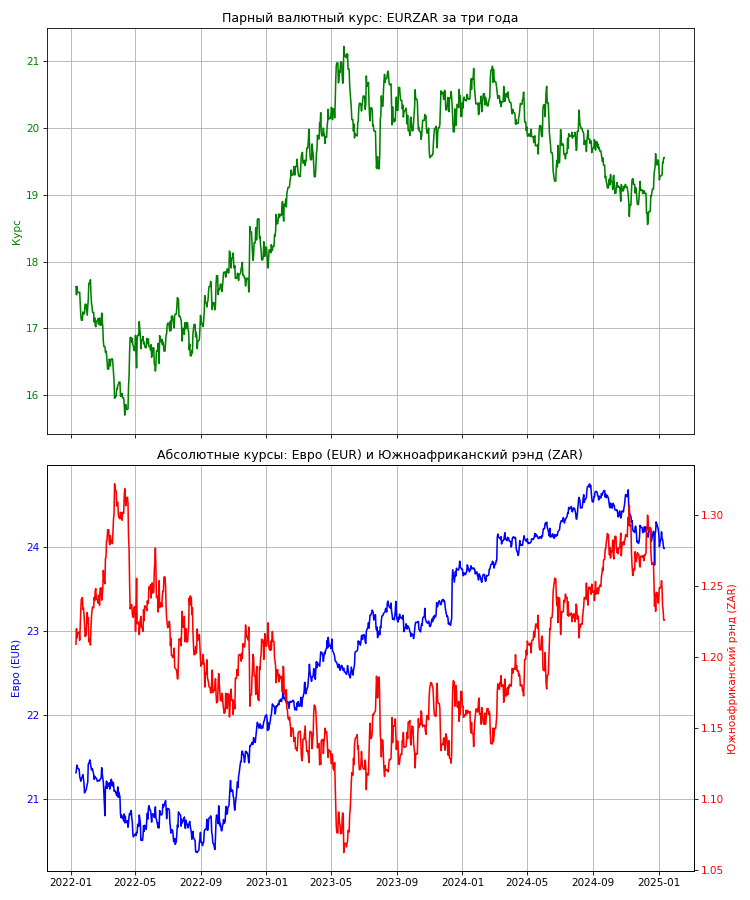 Парный валютный курс: EURZAR за три года
21
20
19
18
17
16
Курс
Абсолютные курсы: Евро (EUR) и Южноафриканский рэнд (ZAR)
24
23
22
21
Евро (EUR)
1.30
1.25
1.20
1.15
1.10
1.05
Южноафриканский рэнд (ZAR)
2022-01 2022-05 2022-09 2023-01 2023-05 2023-09 2024-01 2024-05 2024-09 2025-01